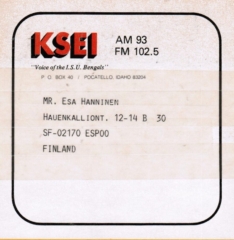 KSEI
AM 93
FM 102.5
"Voice of the I.S.U. Bengals"
P. O. BOX 40 / POCATELLO, IDAHO 83204
MR. ESA HANNINEN
HAUENKALLIONT. 12-14 B 30
SF-02170 ESPOO
FINLAND